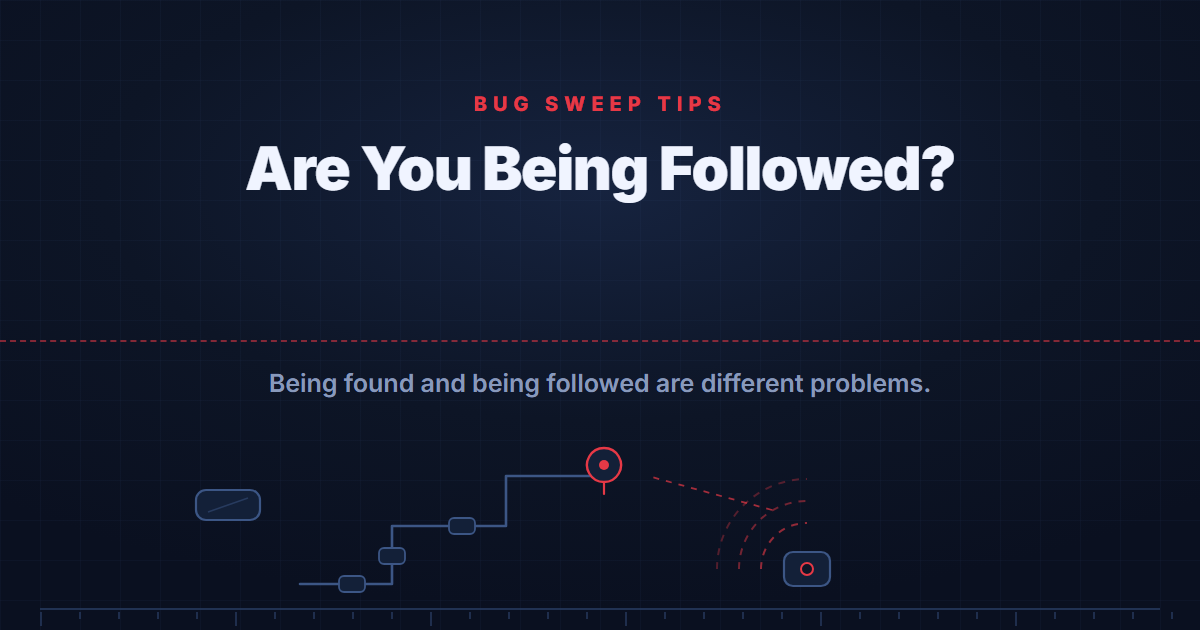 BUG SWEEP TIPS
Are You Being Followed?
Being found and being followed are different problems.